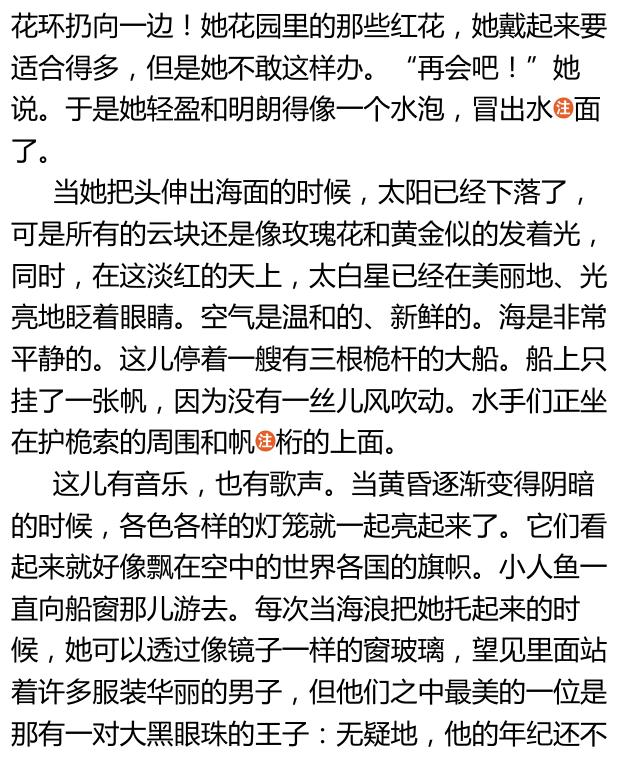 花环扔向一边！她花园里的那些红花，她戴起来要
适合得多，但是她不敢这样办。“再会吧！”她
说。于是她轻盈和明朗得像一个水泡，冒出水注面
了。
当她把头伸出海面的时候，太阳已经下落了，
可是所有的云块还是像玫瑰花和黄金似的发着光，
同时，在这淡红的天上，太白星已经在美丽地、光
亮地眨着眼睛。空气是温和的、新鲜的。海是非常
平静的。这儿停着一艘有三根桅杆的大船。船上只
挂了一张帆，因为没有一丝儿风吹动。水手们正坐
在护桅索的周围和帆注桁的上面。
这儿有音乐，也有歌声。当黄昏逐渐变得阴暗
的时候，各色各样的灯笼就一起亮起来了。它们看
起来就好像飘在空中的世界各国的旗帜。小人鱼一
直向船窗那儿游去。每次当海浪把她托起来的时
候，她可以透过像镜子一样的窗玻璃，望见里面站
着许多服装华丽的男子，但他们之中最美的一位是
那有一对大黑眼珠的王子：无疑地，他的年纪还不